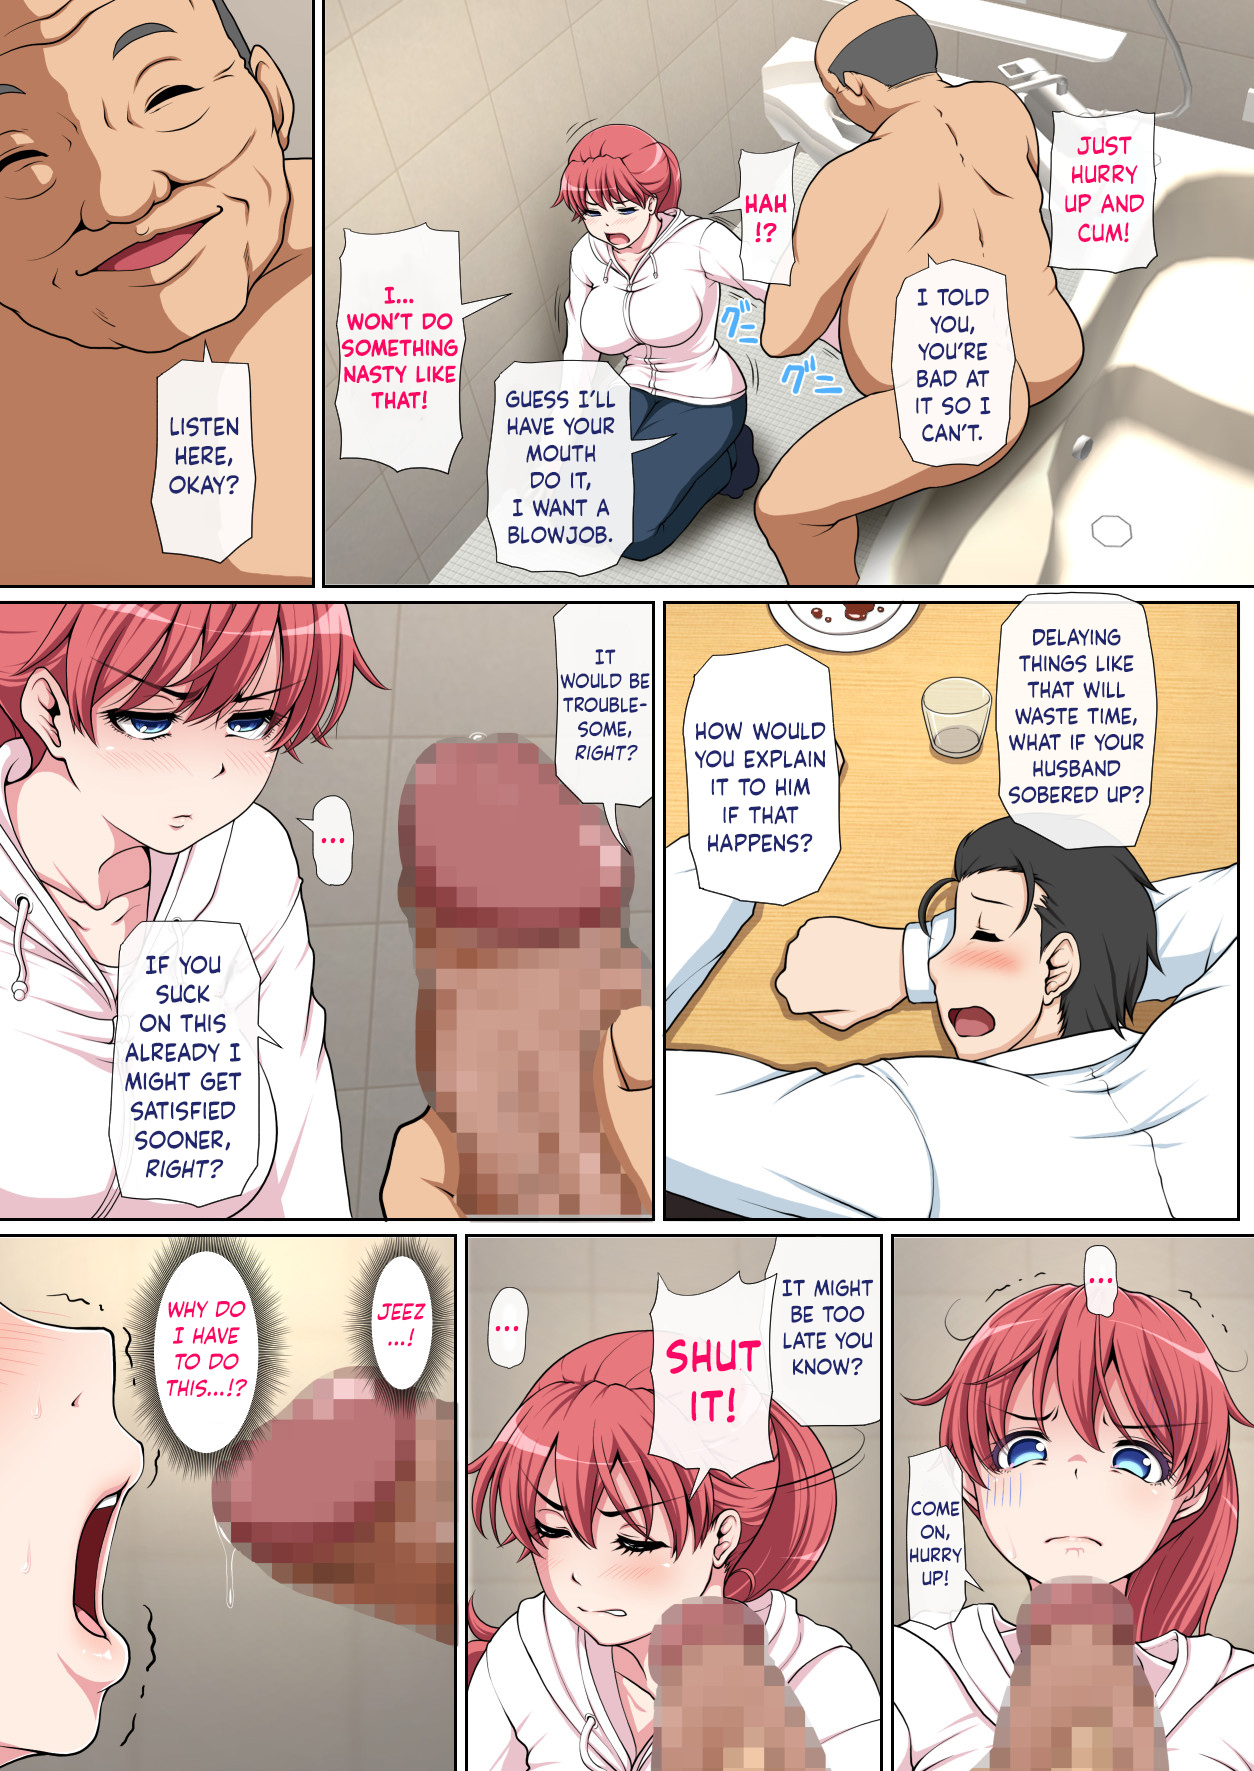 JUST
HURRY
UP AND
CUM!
I TOLD
YOU,
YOU'RE
BAD AT
IT SO I
CAN'T.
グニ
グニ
HAH
!?
GUESS I'LL
HAVE YOUR
MOUTH
DO IT,
I WANT A
BLOWJOB.
I...
WON'T DO
SOMETHING
NASTY LIKE
THAT!
LISTEN
HERE,
OKAY?
DELAYING
THINGS LIKE
THAT WILL
WASTE TIME,
WHAT IF YOUR
HUSBAND
SOBERED UP?
HOW WOULD
YOU EXPLAIN
IT TO HIM
IF THAT
HAPPENS?
IT
WOULD BE
TROUBLE-
SOME,
RIGHT?
...
IF YOU
SUCK
ON THIS
ALREADY I
MIGHT GET
SATISFIED
SOONER,
RIGHT?
...
COME
ON,
HURRY
UP!
IT MIGHT
BE TOO
LATE YOU
KNOW?
SHUT
IT!
...
JEEZ
...!
WHY DO
I HAVE
TO DO
THIS...!?